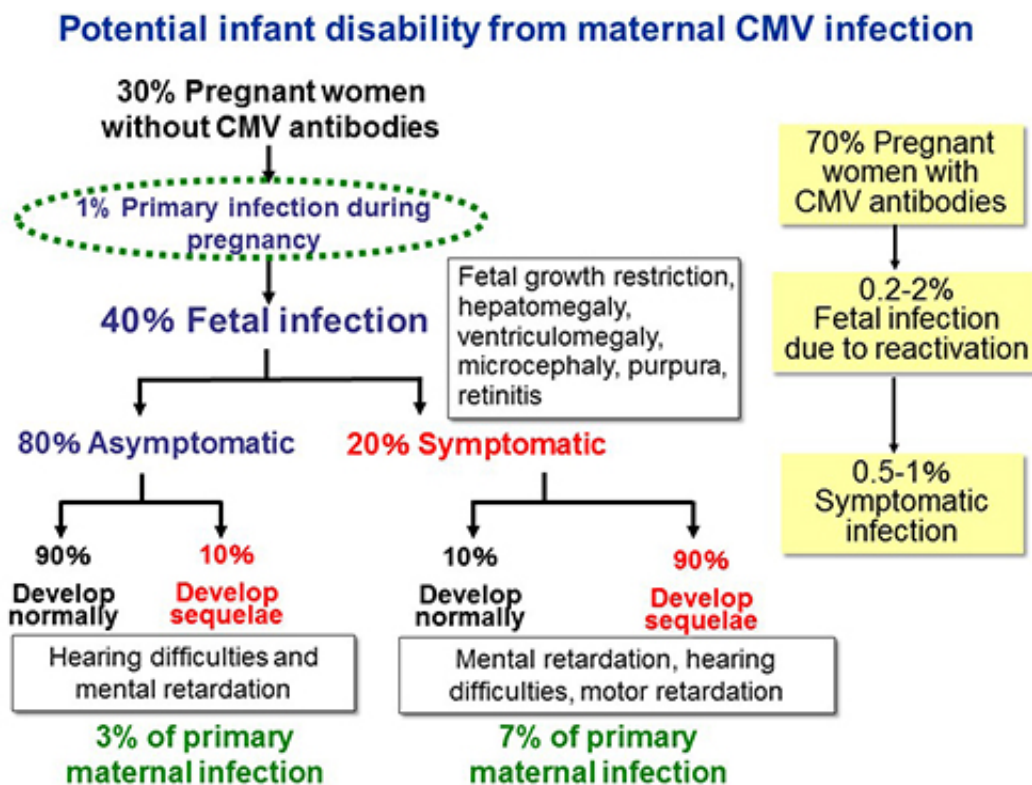 Potential infant disability from maternal CMV infection
30% Pregnant women
without CMV antibodies
1% Primary infection during
pregnancy
40% Fetal infection
Fetal growth restriction,
hepatomegaly,
ventriculomegaly,
microcephaly, purpura,
retinitis
80% Asymptomatic
20% Symptomatic
90%
Develop
normally
10%
Develop
sequelae
10%
Develop
normally
90%
Develop
sequelae
Hearing difficulties and
mental retardation
Mental retardation, hearing
difficulties, motor retardation
3% of primary
maternal infection
7% of primary
maternal infection
70% Pregnant
women with
CMV antibodies
0.2-2%
Fetal infection
due to reactivation
0.5-1%
Symptomatic
infection